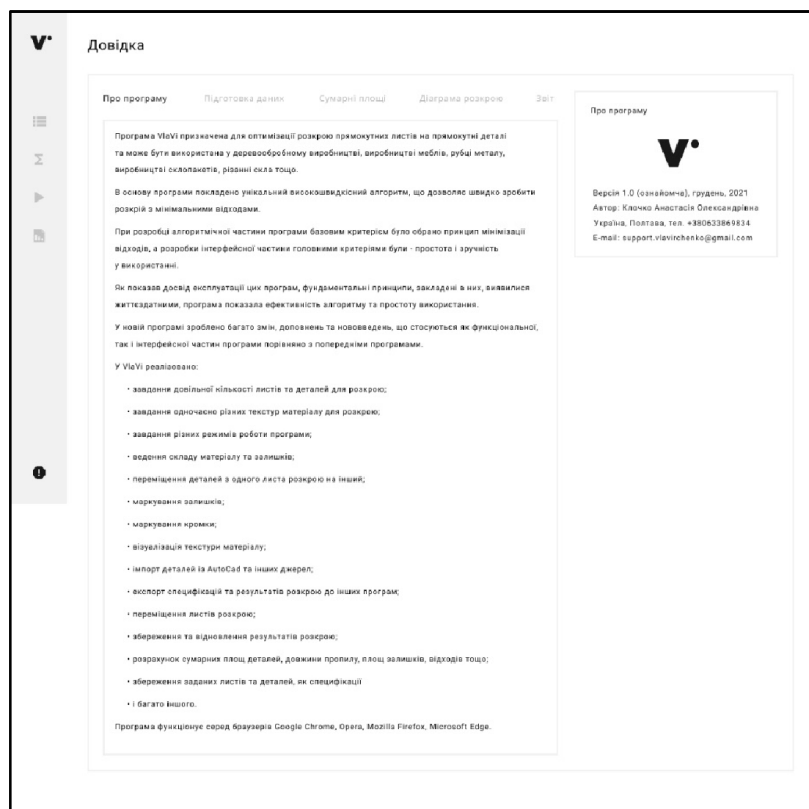 V
Довідка
Про програму Підготовка даних Сумарні площі Діаграма розкрою Звіт
Програма VlaVi призначена для оптимізації розкрою прямокутних листів на прямокутні деталі
та може бути використана у деревообробному виробництві, виробництві меблів, рубці металу,
виробництві склопакетів, різанні скла тощо.
В основу програми покладено унікальний високошвидкісний алгоритм, що дозволяє швидко зробити
розкрій з мінімальними відходами.
При розробці алгоритмічної частини програми базовим критерієм було обрано принцип мінімізації
відходів, а розробки інтерфейсної частини головними критеріями були - простота і зручність
у використанні.
Як показав досвід експлуатації цих програм, фундаментальні принципи, закладені в них, виявилися
життєздатними, програма показала ефективність алгоритму та простоту використання.
У новій програмі зроблено багато змін, доповнень та нововведень, що стосуються як функціональної,
так і інтерфейсної частин програми порівняно з попередніми програмами.
У VlaVi реалізовано:
• завдання довільної кількості листів та деталей для розкрою;
• завдання одночасно різних текстур матеріалу для розкрою;
• завдання різних режимів роботи програми;
• ведення складу матеріалу та залишків;
• переміщення деталей з одного листа розкрою на інший;
• маркування залишків;
• маркування кромки;
• візуалізація текстури матеріалу;
• імпорт деталей із AutoCad та інших джерел;
• експорт специфікацій та результатів розкрою до інших програм;
• переміщення листів розкрою;
• збереження та відновлення результатів розкрою;
• розрахунок сумарних площ деталей, довжини пропилу, площ залишків, відходів тощо;
• збереження заданих листів та деталей, як специфікації
• і багато іншого.
Програма функціонує серед браузерів Google Chrome, Opera, Mozilla Firefox, Microsoft Edge.
Про програму
V
Версія 1.0 (ознайомча), грудень, 2021
Автор: Клочко Анастасія Олександрівна
Україна, Полтава, тел. +380633869834
E-mail: support.vlavirchenko@gmail.com